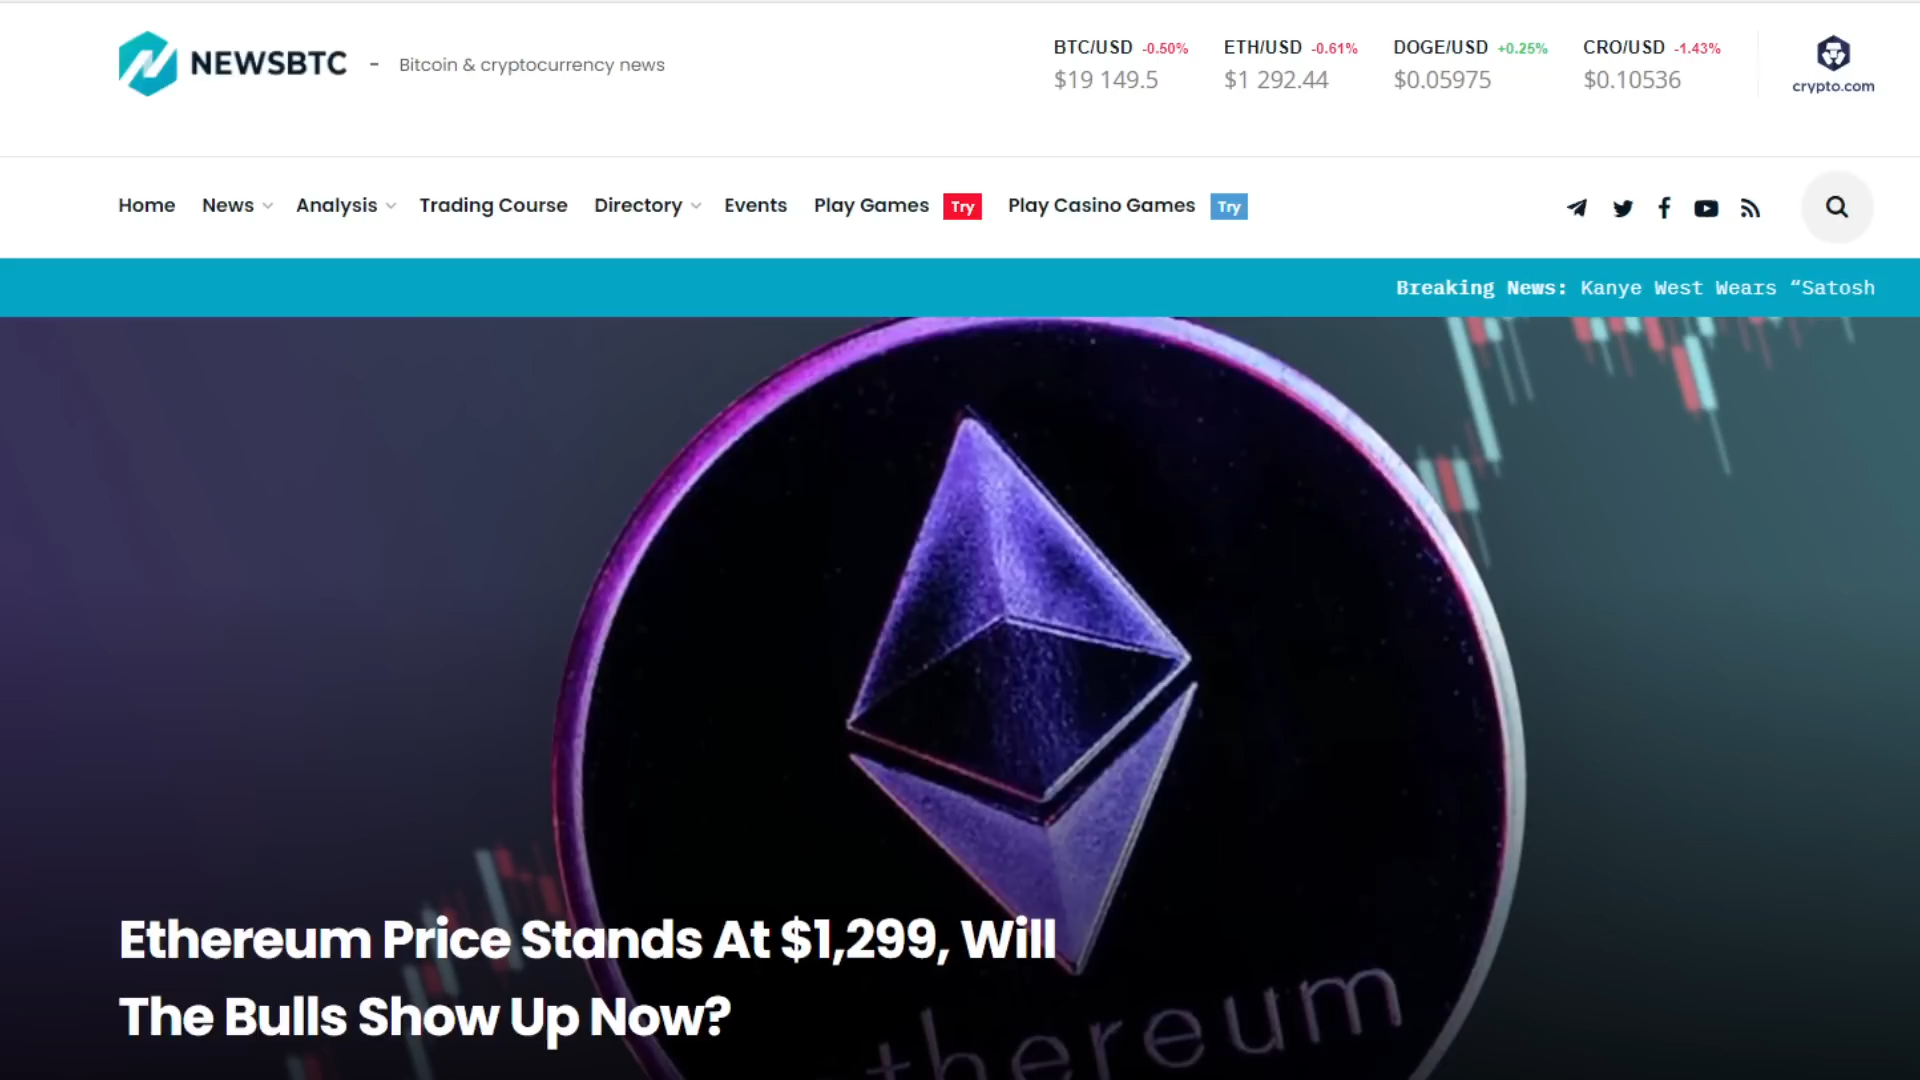 NEWSBTC - Bitcoin & cryptocurrency news
BTC/USD -0.50% ETH/USD -0.61% DOGE/USD +0.25% CRO/USD -1.43%
$19 149.5 $1 292.44 $0.05975 $0.10536
crypto.com
Home News Analysis Trading Course Directory Events Play Games Try Play Casino Games Try
Breaking News: Kanye West Wears “Satosh
Ethereum Price Stands At $1,299, Will
The Bulls Show Up Now?
thereum